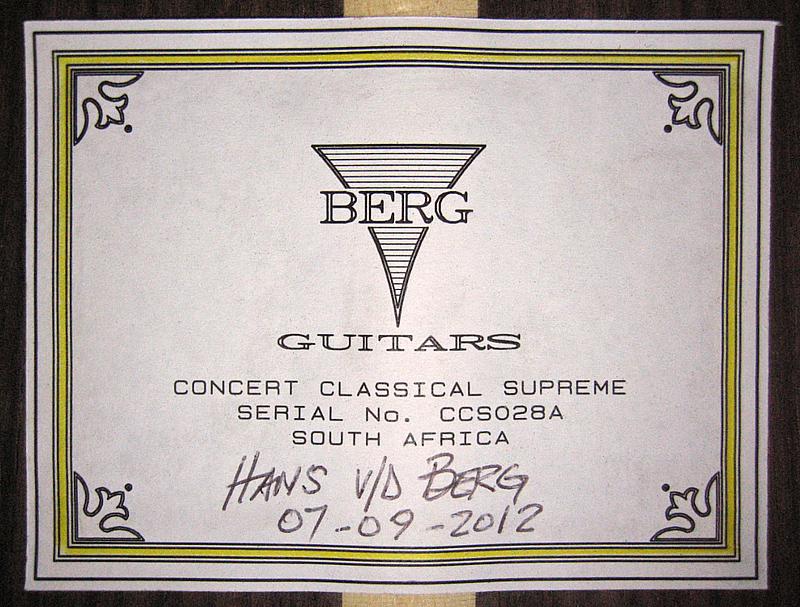 BERG
GUITARS
CONCERT CLASSICAL SUPREME
SERIAL No. CCS028A
SOUTH AFRICA
HANS V/D BERG
07-09-2012